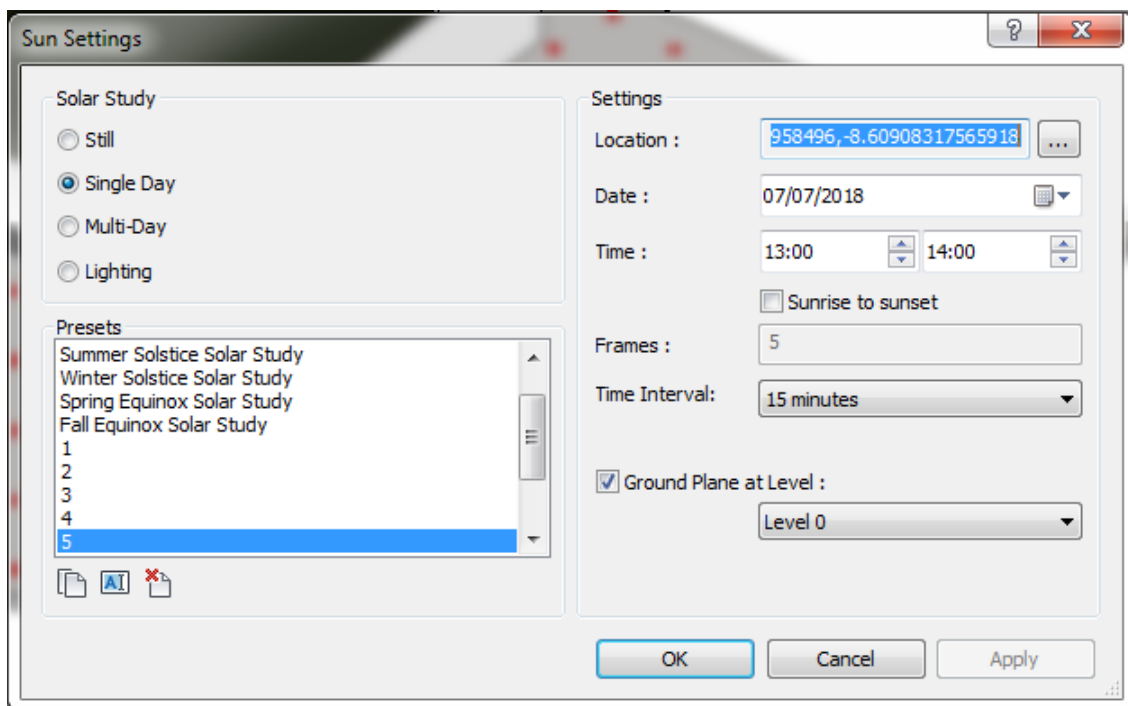 Sun Settings
Solar Study
Still
Single Day
Multi-Day
Lighting
Presets
Summer Solstice Solar Study
Winter Solstice Solar Study
Spring Equinox Solar Study
Fall Equinox Solar Study
1
2
3
4
5
Settings
Location : 958496,-8.60908317565918 ...
Date : 07/07/2018
Time : 13:00 14:00
Sunrise to sunset
Frames : 5
Time Interval: 15 minutes
Ground Plane at Level :
Level 0
OK Cancel Apply